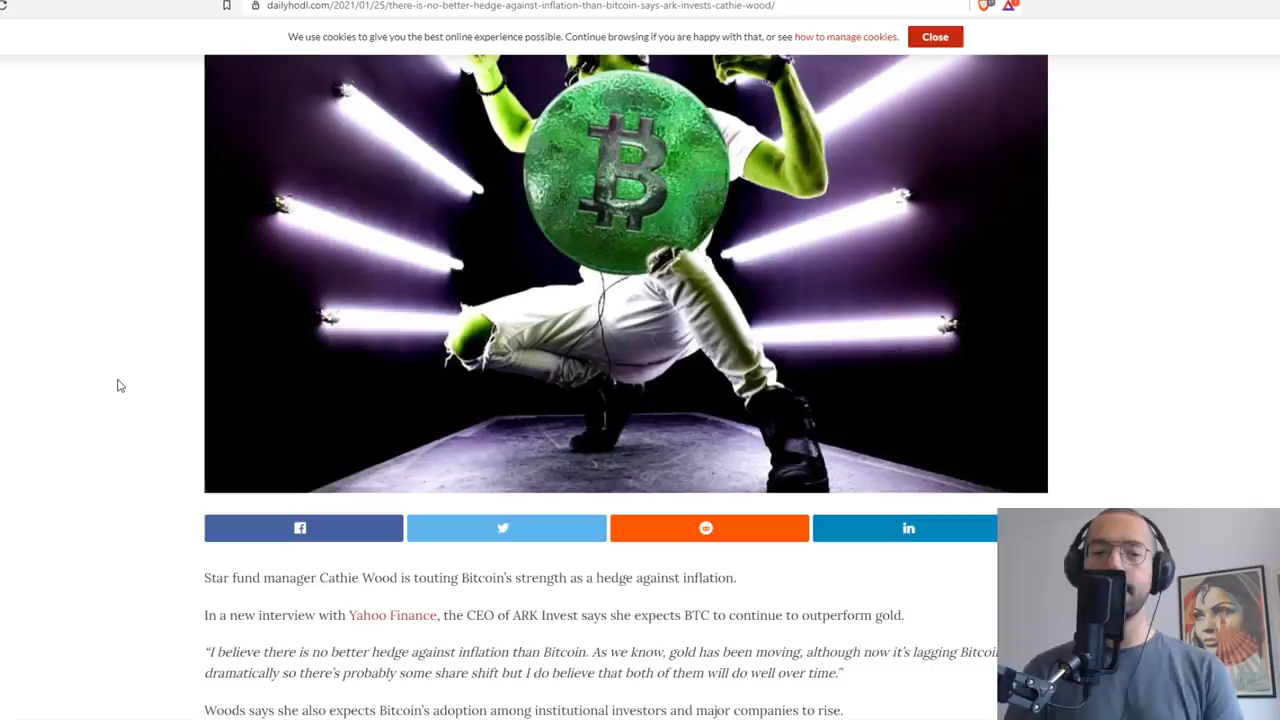 dailyhodl.com/2021/01/25/there-is-no-better-hedge-against-inflation-than-bitcoin-says-ark-invests-cathie-wood/
We use cookies to give you the best online experience possible. Continue browsing if you are happy with that, or see how to manage cookies. Close
Star fund manager Cathie Wood is touting Bitcoin’s strength as a hedge against inflation.
In a new interview with Yahoo Finance, the CEO of ARK Invest says she expects BTC to continue to outperform gold.
“I believe there is no better hedge against inflation than Bitcoin. As we know, gold has been moving, although now it’s lagging Bitcoi
dramatically so there’s probably some share shift but I do believe that both of them will do well over time.”
Woods says she also expects Bitcoin’s adoption among institutional investors and major companies to rise.